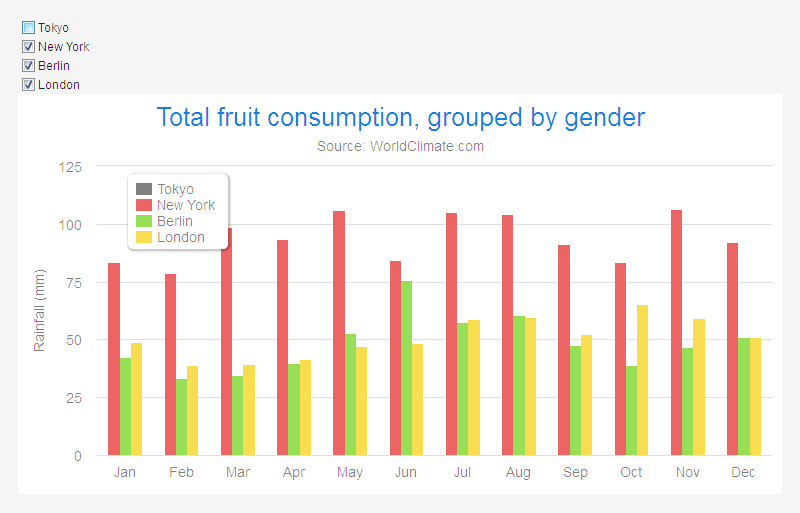 Tokyo
New York
Berlin
London
Total fruit consumption, grouped by gender
Source: WorldClimate.com
Rainfall (mm)
125
100
75
50
25
0
Tokyo
New York
Berlin
London
Jan Feb Mar Apr May Jun Jul Aug Sep Oct Nov Dec